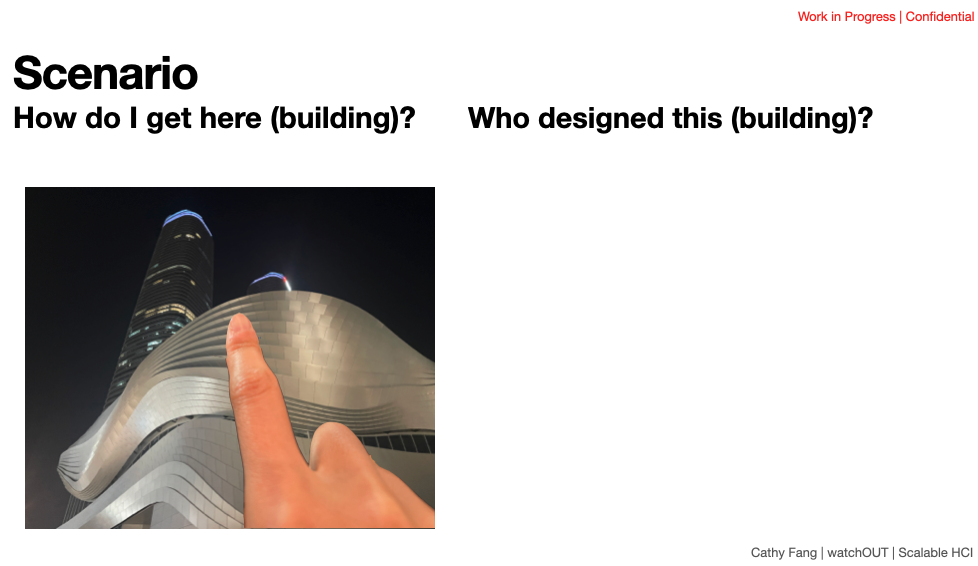 Work in Progress | Confidential
Scenario
How do I get here (building)?
Who designed this (building)?
Cathy Fang | watchOUT | Scalable HCI